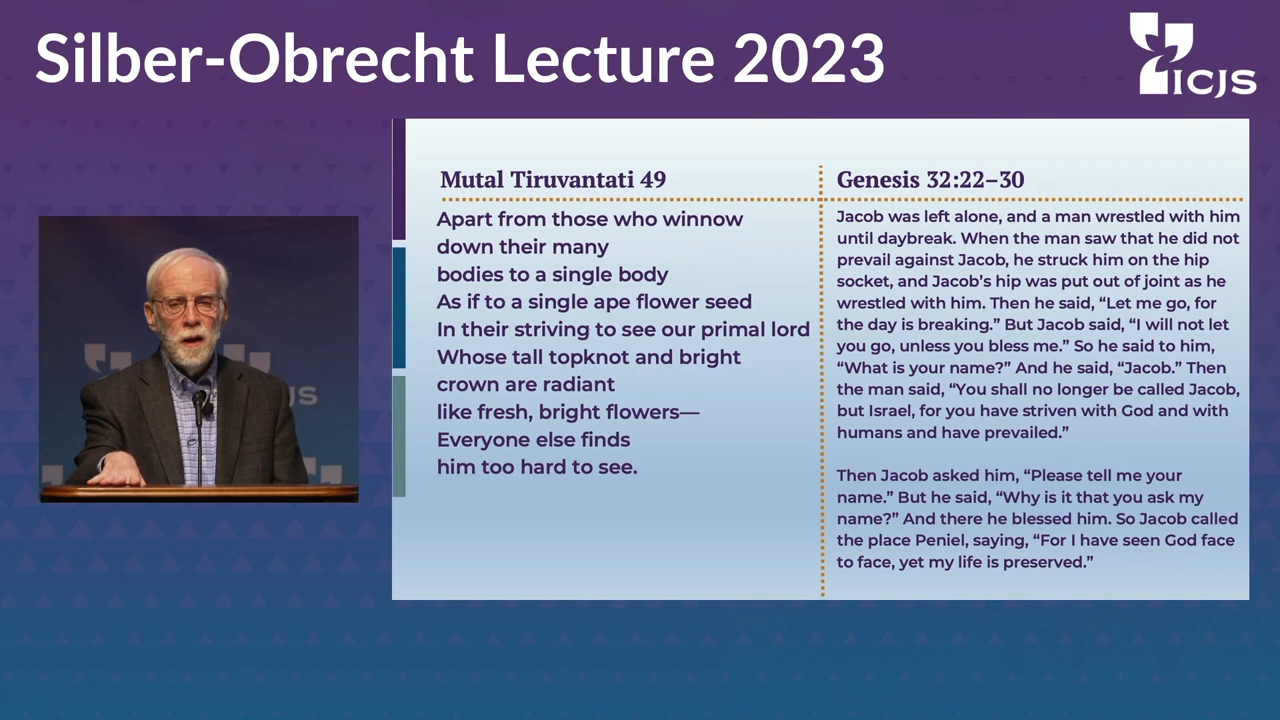 Silber-Obrecht Lecture 2023
ICJS
Mutal Tiruvantati 49
Apart from those who winnow
down their many
bodies to a single body
As if to a single ape flower seed
In their striving to see our primal lord
Whose tall topknot and bright
crown are radiant
like fresh, bright flowers—
Everyone else finds
him too hard to see.
Genesis 32:22–30
Jacob was left alone, and a man wrestled with him
until daybreak. When the man saw that he did not
prevail against Jacob, he struck him on the hip
socket, and Jacob’s hip was put out of joint as he
wrestled with him. Then he said, “Let me go, for
the day is breaking.” But Jacob said, “I will not let
you go, unless you bless me.” So he said to him,
“What is your name?” And he said, “Jacob.” Then
the man said, “You shall no longer be called Jacob,
but Israel, for you have striven with God and with
humans and have prevailed.”
Then Jacob asked him, “Please tell me your
name.” But he said, “Why is it that you ask my
name?” And there he blessed him. So Jacob called
the place Peniel, saying, “For I have seen God face
to face, yet my life is preserved.”